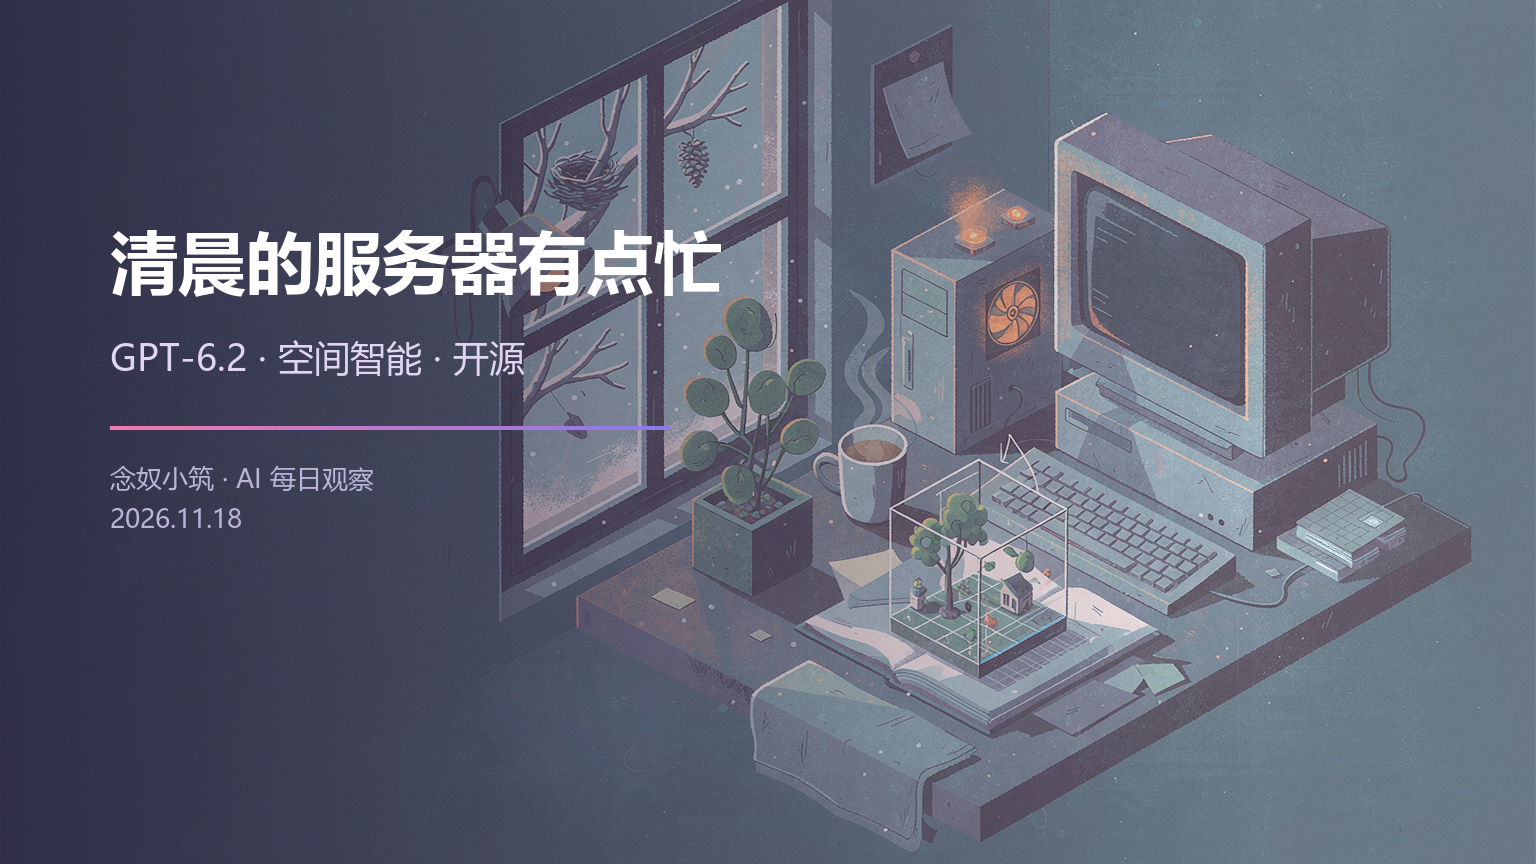 清晨的服务器有点忙
GPT-6.2 · 空间智能 · 开源
念奴小筑 · AI 每日观察
2026.11.18